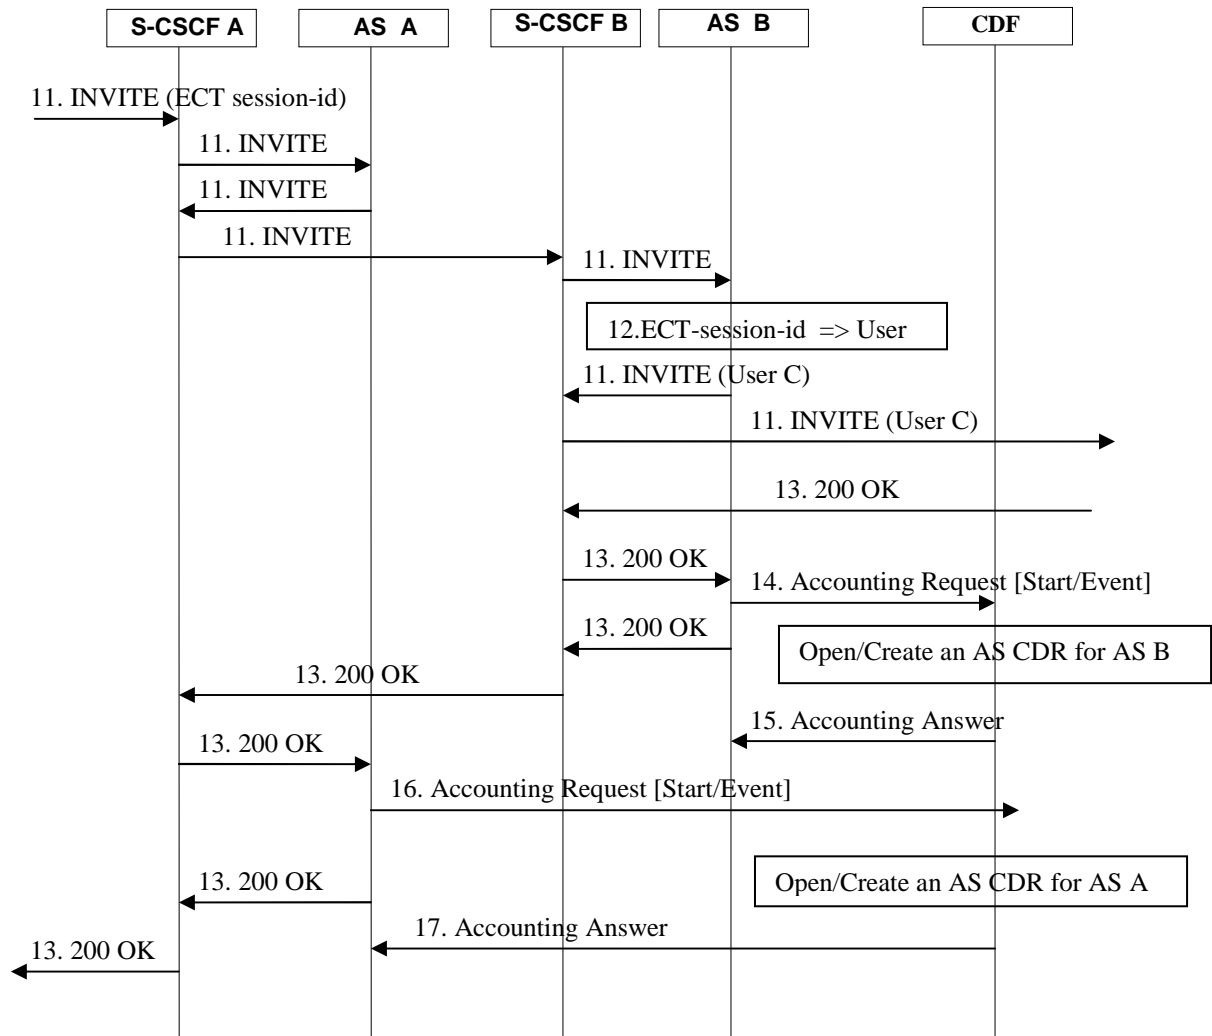 S-CSCF A
AS A
S-CSCF B
AS B
CDF
11. INVITE (ECT session-id)
11. INVITE
11. INVITE
11. INVITE
11. INVITE
12.ECT-session-id => User
11. INVITE (User C)
11. INVITE (User C)
13. 200 OK
13. 200 OK
14. Accounting Request [Start/Event]
13. 200 OK
Open/Create an AS CDR for AS B
13. 200 OK
15. Accounting Answer
13. 200 OK
16. Accounting Request [Start/Event]
13. 200 OK
Open/Create an AS CDR for AS A
17. Accounting Answer
13. 200 OK